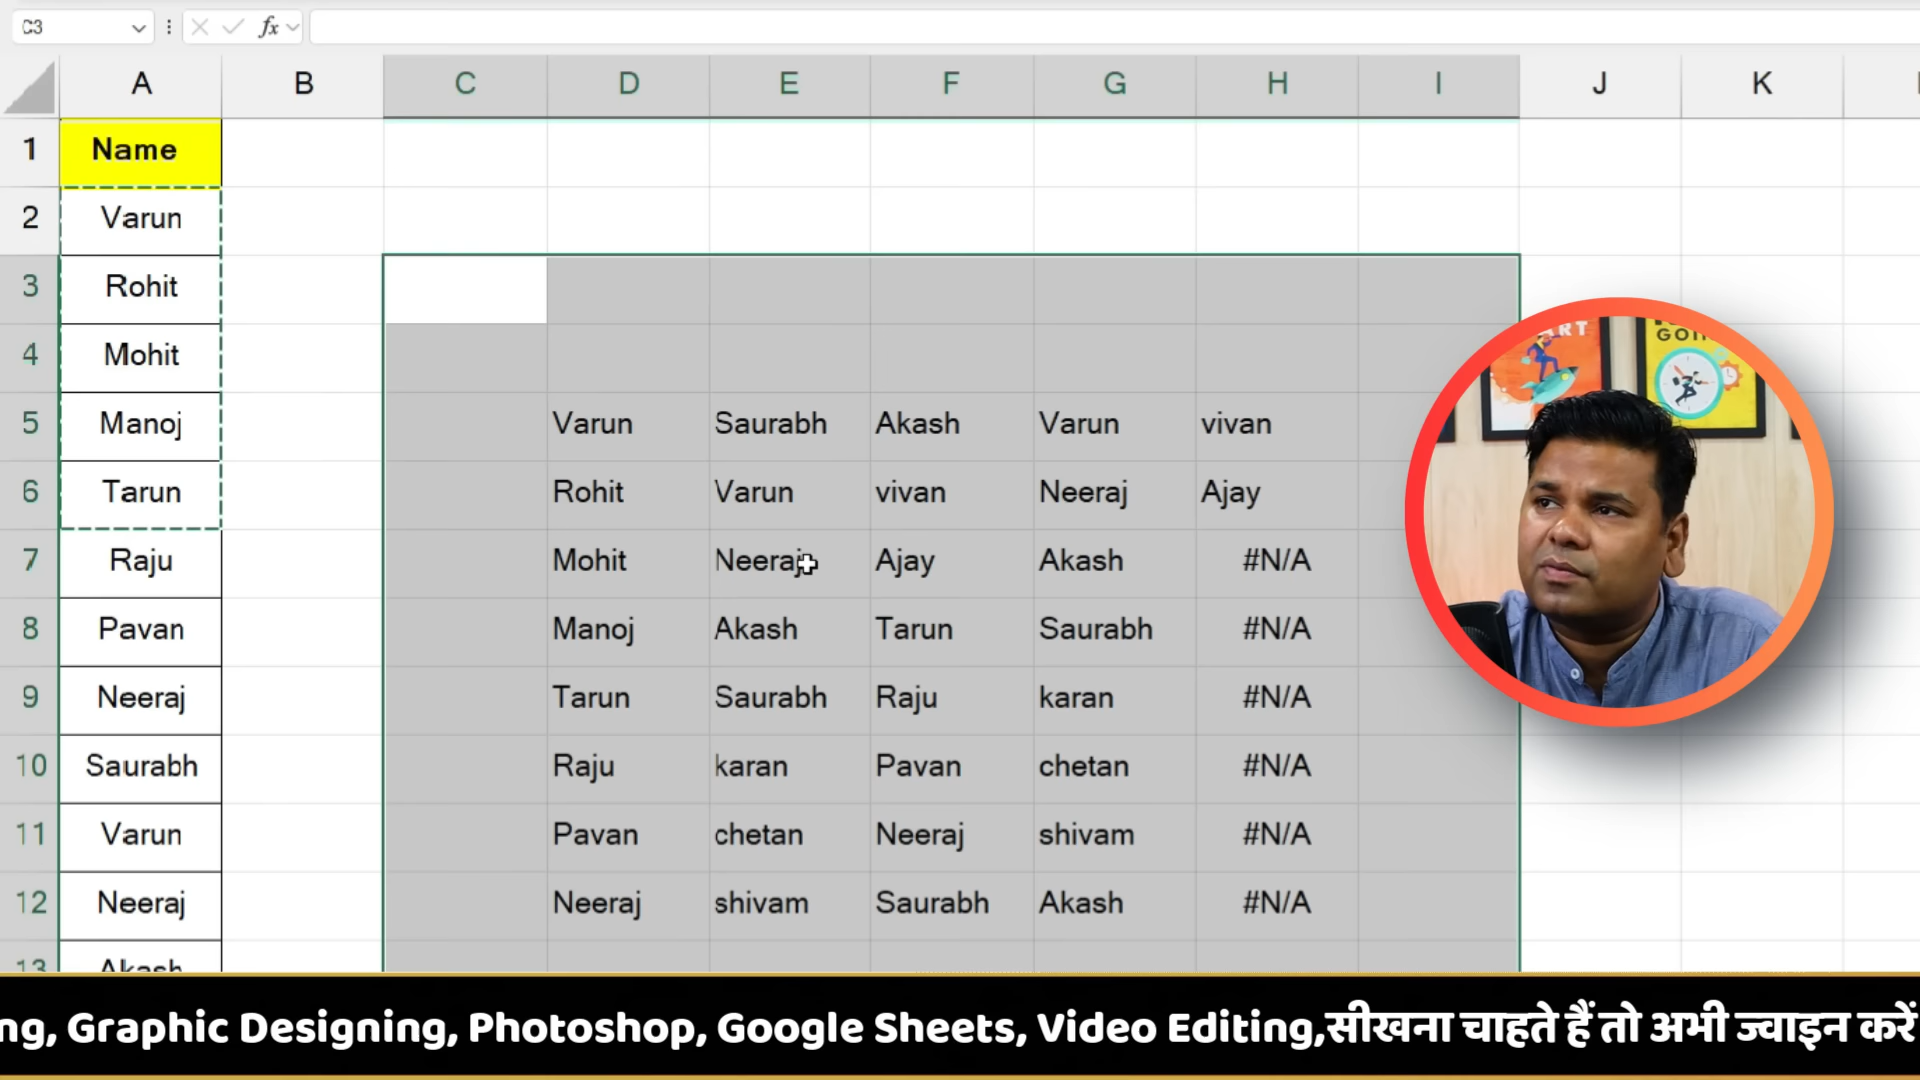 C3
fx
A B C D E F G H I J K
1 Name
2 Varun
3 Rohit
4 Mohit
5 Manoj Varun Saurabh Akash Varun vivan
6 Tarun Rohit Varun vivan Neeraj Ajay
7 Raju Mohit Neeraj Ajay Akash #N/A
8 Pavan Manoj Akash Tarun Saurabh #N/A
9 Neeraj Tarun Saurabh Raju karan #N/A
10 Saurabh Raju karan Pavan chetan #N/A
11 Varun Pavan chetan Neeraj shivam #N/A
12 Neeraj Neeraj shivam Saurabh Akash #N/A
13 Akash
ng, Graphic Designing, Photoshop, Google Sheets, Video Editing,सीखना चाहते हैं तो अभी ज्वाइन करें